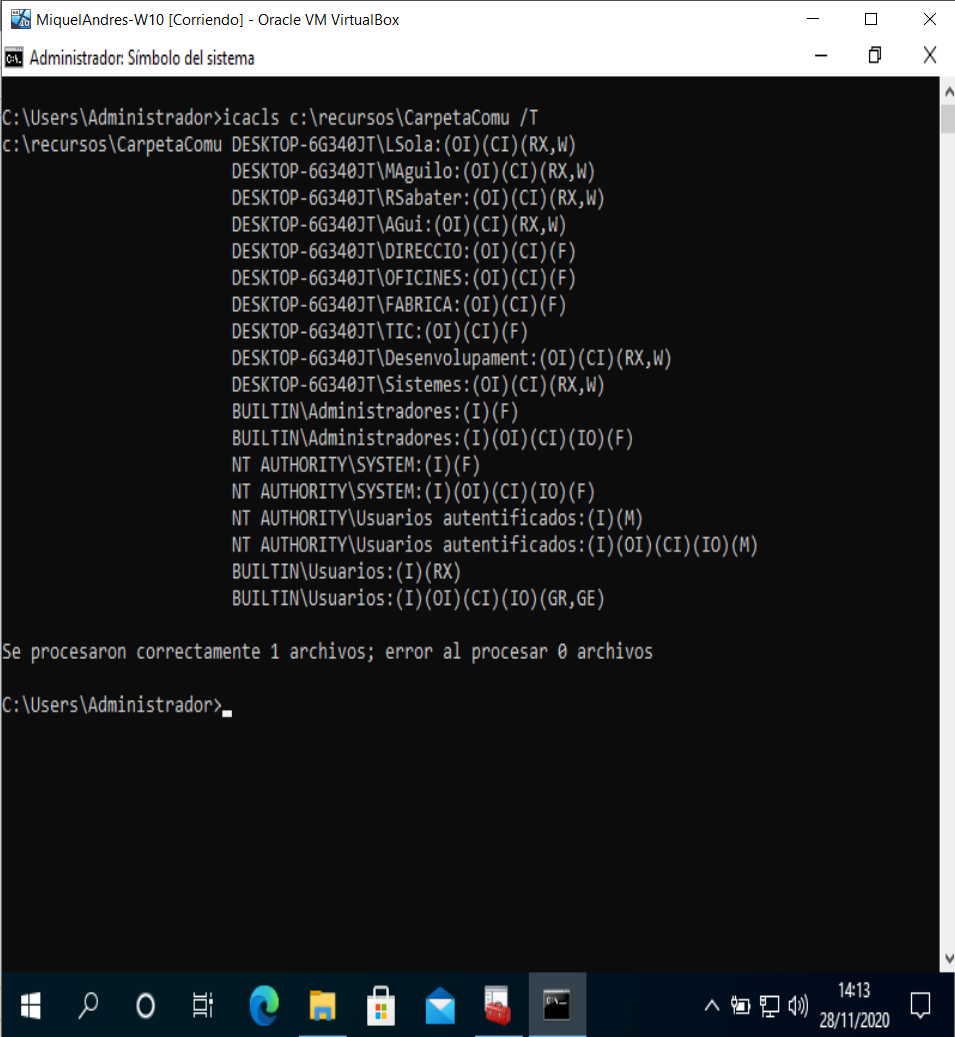 MiquelAndres-W10 [Corriendo] - Oracle VM VirtualBox
Administrador: Símbolo del sistema
C:\Users\Administrador>icacls c:\recursos\CarpetaComu /T
c:\recursos\CarpetaComu DESKTOP-6G340JT\LSola:(OI)(CI)(RX,W)
DESKTOP-6G340JT\MAguilo:(OI)(CI)(RX,W)
DESKTOP-6G340JT\RSabater:(OI)(CI)(RX,W)
DESKTOP-6G340JT\AGui:(OI)(CI)(RX,W)
DESKTOP-6G340JT\DIRECCIO:(OI)(CI)(F)
DESKTOP-6G340JT\OFICINES:(OI)(CI)(F)
DESKTOP-6G340JT\FABRICA:(OI)(CI)(F)
DESKTOP-6G340JT\TIC:(OI)(CI)(F)
DESKTOP-6G340JT\Desenvolupament:(OI)(CI)(RX,W)
DESKTOP-6G340JT\Sistemes:(OI)(CI)(RX,W)
BUILTIN\Administradores:(I)(F)
BUILTIN\Administradores:(I)(OI)(CI)(IO)(F)
NT AUTHORITY\SYSTEM:(I)(F)
NT AUTHORITY\SYSTEM:(I)(OI)(CI)(IO)(F)
NT AUTHORITY\Usuarios autentificados:(I)(M)
NT AUTHORITY\Usuarios autentificados:(I)(OI)(CI)(IO)(M)
BUILTIN\Usuarios:(I)(RX)
BUILTIN\Usuarios:(I)(OI)(CI)(IO)(GR,GE)
Se procesaron correctamente 1 archivos; error al procesar 0 archivos
C:\Users\Administrador>
14:13
28/11/2020